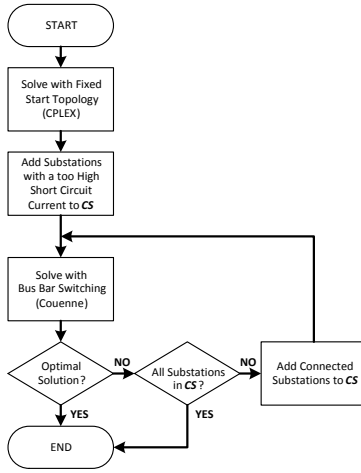 START
Solve with Fixed
Start Topology
(CPLEX)
Add Substations
with a too High
Short Circuit
Current to CS
Solve with
Bus Bar Switching
(Couenne)
Optimal
Solution?
NO
All Substations
in CS?
NO
Add Connected
Substations to CS
YES
YES
END